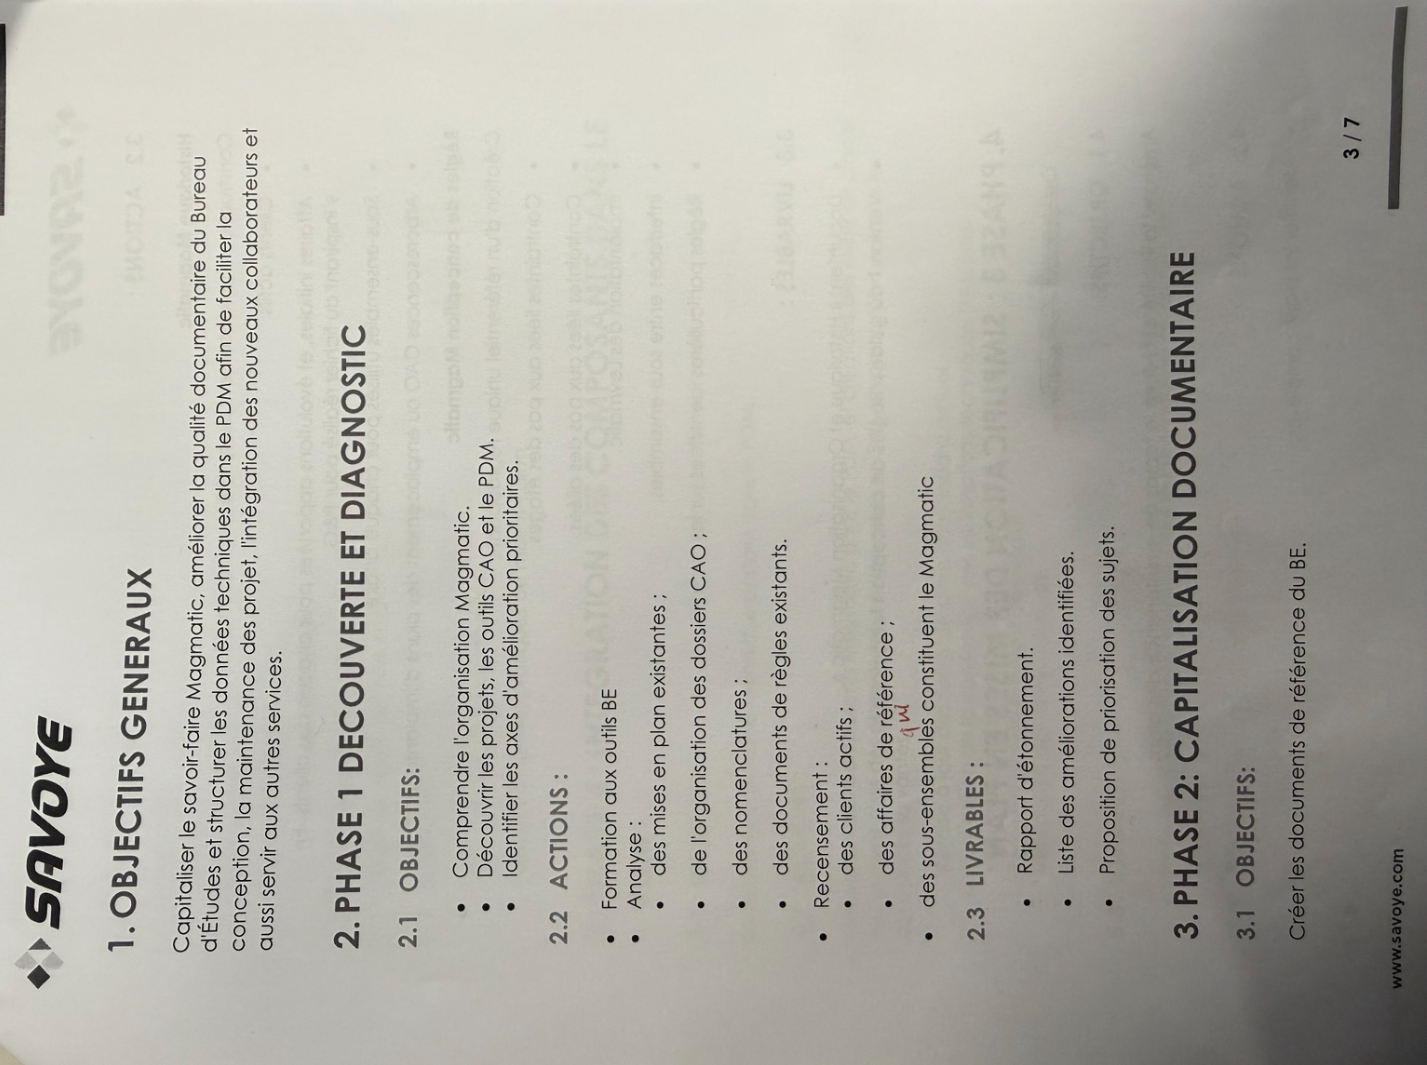 SAVOYE
1. OBJECTIFS GENERAUX
Capitaliser le savoir-faire Magmatic, améliorer la qualité documentaire du Bureau
d'Études et structurer les données techniques dans le PDM afin de faciliter la
conception, la maintenance des projet, l'intégration des nouveaux collaborateurs et
aussi servir aux autres services.
2. PHASE 1 DECOUVERTE ET DIAGNOSTIC
2.1 OBJECTIFS:
• Comprendre l'organisation Magmatic.
• Découvrir les projets, les outils CAO et le PDM.
• Identifier les axes d'amélioration prioritaires.
2.2 ACTIONS :
• Formation aux outils BE
• Analyse :
• des mises en plan existantes ;
• de l'organisation des dossiers CAO ;
• des nomenclatures ;
• des documents de règles existants.
• Recensement :
• des clients actifs ;
• des affaires de référence ;
qui
• des sous-ensembles constituent le Magmatic
2.3 LIVRABLES :
• Rapport d'étonnement.
• Liste des améliorations identifiées.
• Proposition de priorisation des sujets.
3. PHASE 2: CAPITALISATION DOCUMENTAIRE
3.1 OBJECTIFS:
Créer les documents de référence du BE.
www.savoye.com
3 / 7